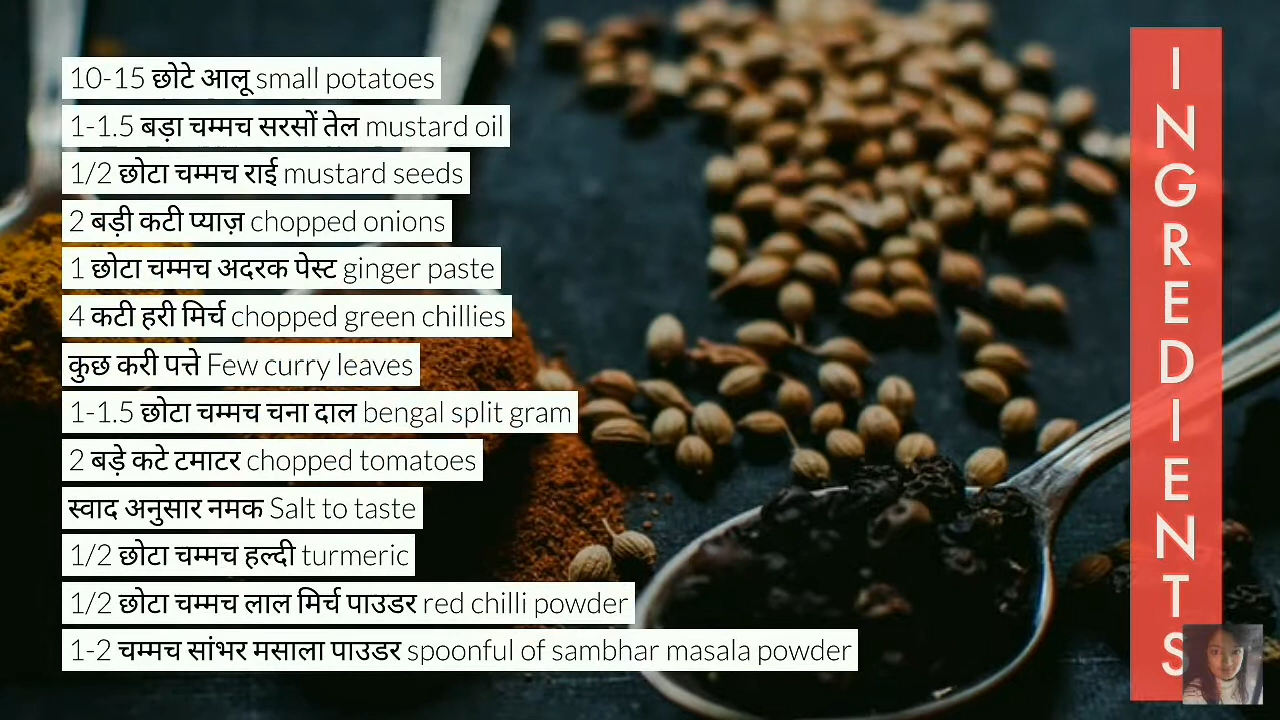 10-15 छोटे आलू small potatoes
1-1.5 बड़ा चम्मच सरसों तेल mustard oil
1/2 छोटा चम्मच राई mustard seeds
2 बड़ी कटी प्याज़ chopped onions
1 छोटा चम्मच अदरक पेस्ट ginger paste
4 कटी हरी मिर्च chopped green chillies
कुछ करी पत्ते Few curry leaves
1-1.5 छोटा चम्मच चना दाल bengal split gram
2 बड़े कटे टमाटर chopped tomatoes
स्वाद अनुसार नमक Salt to taste
1/2 छोटा चम्मच हल्दी turmeric
1/2 छोटा चम्मच लाल मिर्च पाउडर red chilli powder
1-2 चम्मच सांभर मसाला पाउडर spoonful of sambhar masala powder
INGREDIENTS